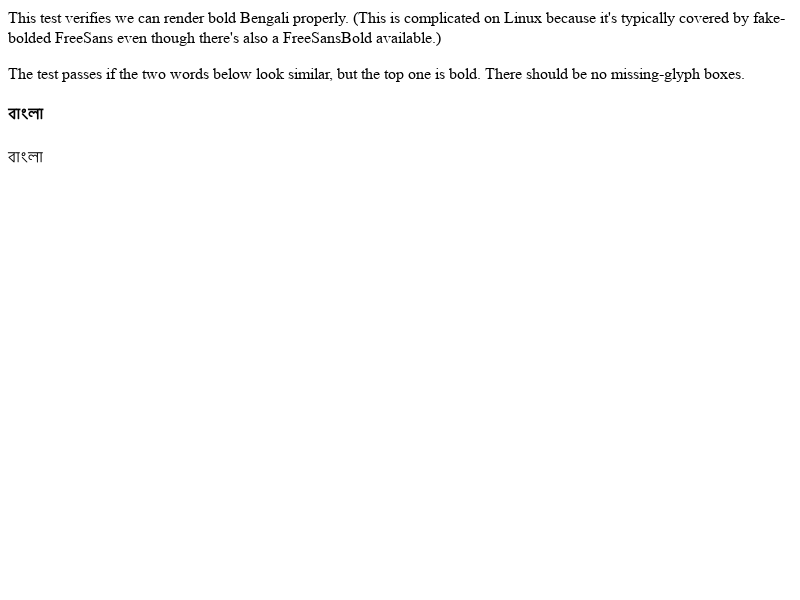 This test verifies we can render bold Bengali properly. (This is complicated on Linux because it's typically covered by fake-
bolded FreeSans even though there's also a FreeSansBold available.)
The test passes if the two words below look similar, but the top one is bold. There should be no missing-glyph boxes.
বাংলা
বাংলা